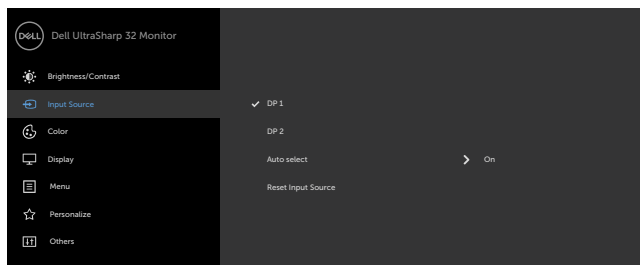 DELL Dell UltraSharp 32 Monitor
Brightness/Contrast
Input Source
DP 1
Color
DP 2
Display
Auto select On
Menu
Reset Input Source
Personalize
Others